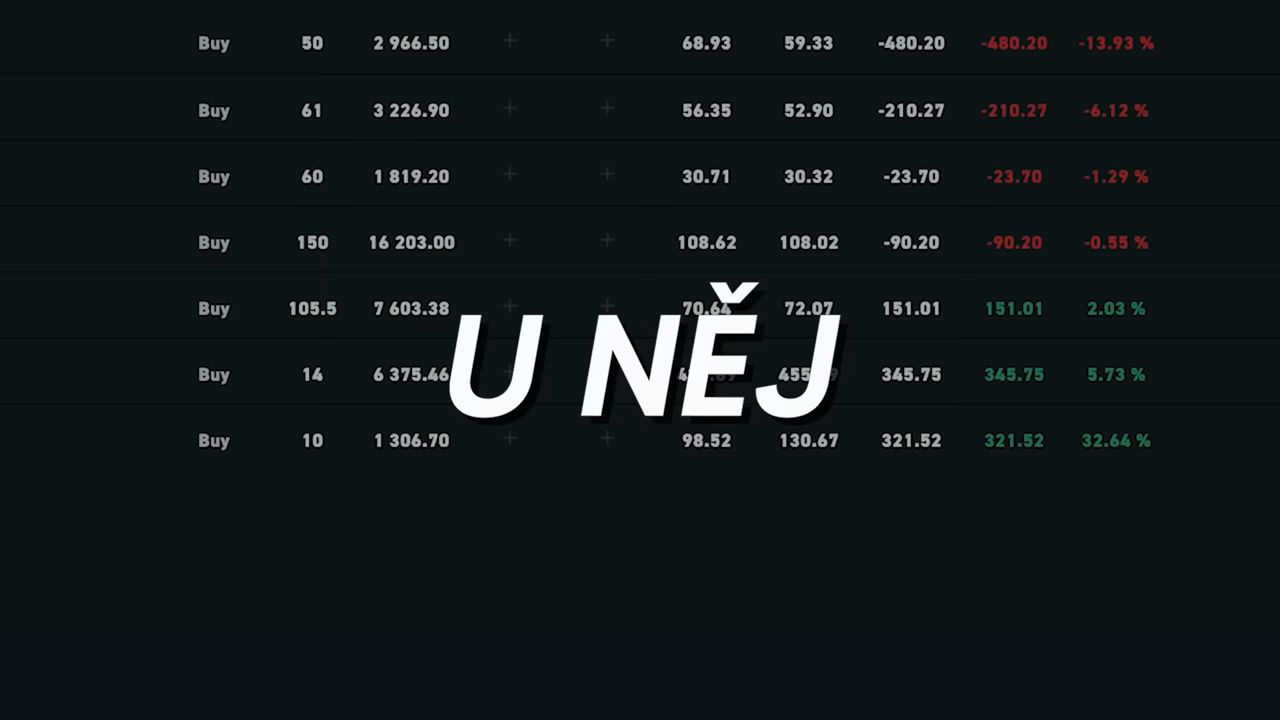 Buy 50 2 966.50 + + 68.93 59.33 -480.20 -480.20 -13.93 %
Buy 61 3 226.90 + + 56.35 52.90 -210.27 -210.27 -6.12 %
Buy 60 1 819.20 + + 30.71 30.32 -23.70 -23.70 -1.29 %
Buy 150 16 203.00 + + 108.62 108.02 -90.20 -90.20 -0.55 %
Buy 105.5 7 603.38 + + 70.64 72.07 151.01 151.01 2.03 %
U NĚJ
Buy 14 6 375.46 345.75 345.75 5.73 %
Buy 10 1 306.70 + + 98.52 130.67 321.52 321.52 32.64 %